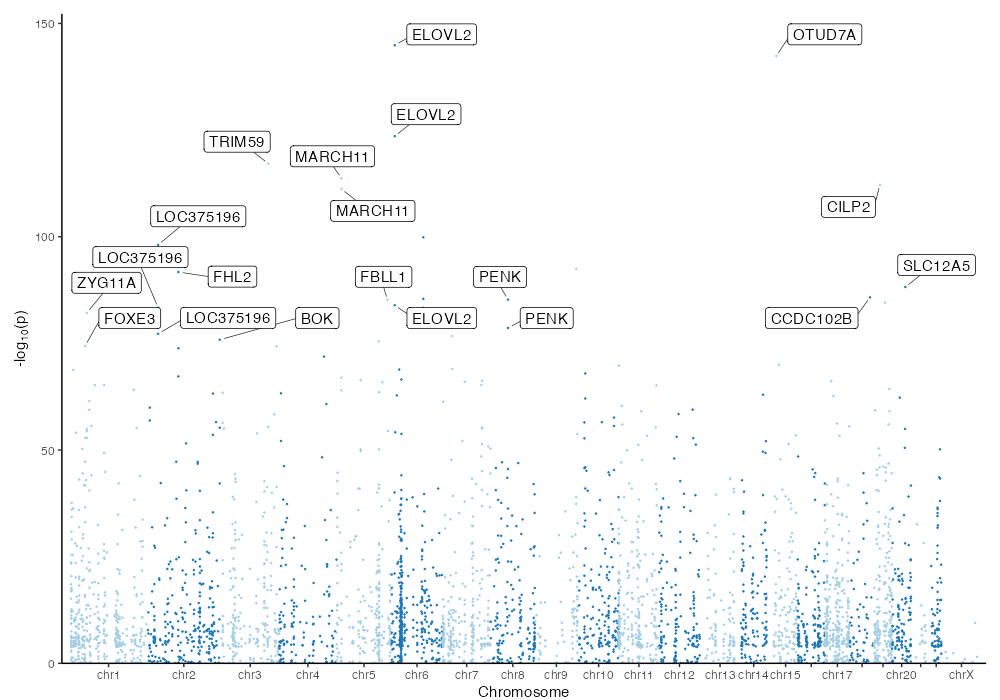 150
ELOVL2
OTUD7A
ELOVL2
TRIM59
MARCH11
MARCH11
CILP2
LOC375196
100
LOC375196
SLC12A5
ZYG11A
FHL2
FBLL1
PENK
FOXE3
LOC375196
BOK
ELOVL2
PENK
CCDC102B
-log10(p)
50
0
chr1 chr2 chr3 chr4 chr5 chr6 chr7 chr8 chr9 chr10 chr11 chr12 chr13 chr14 chr15 chr17 chr18 chr20 chrX
Chromosome